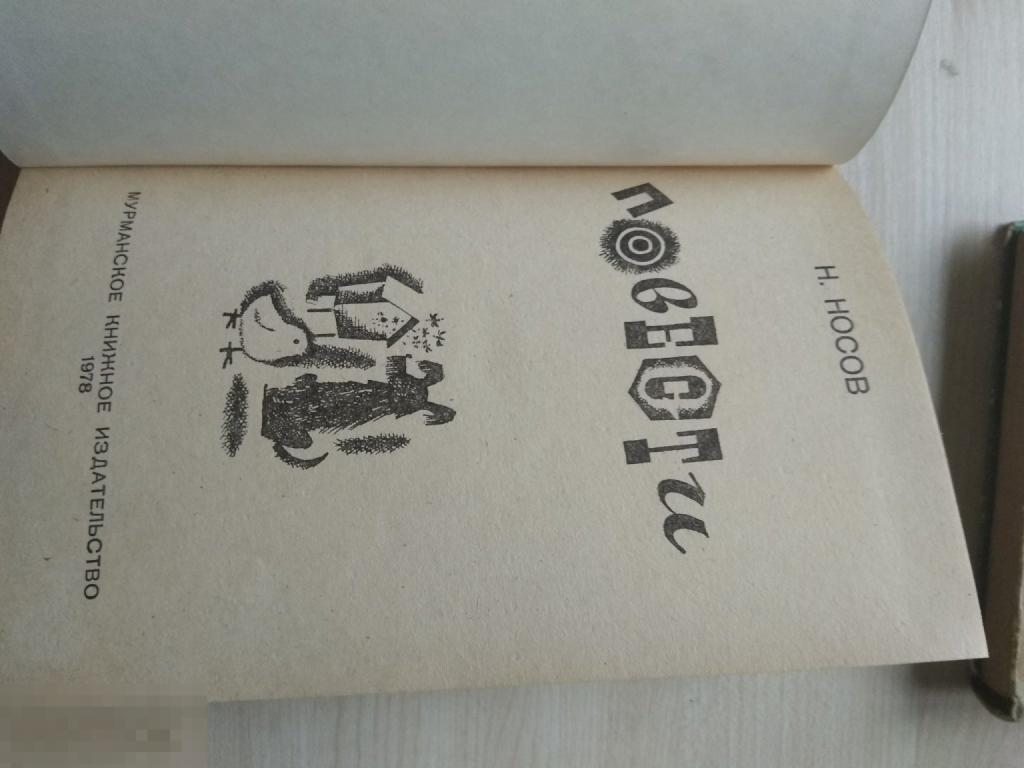 Н. НОСОВ
ПОВЕСТИ
МУРМАНСКОЕ КНИЖНОЕ ИЗДАТЕЛЬСТВО
1978